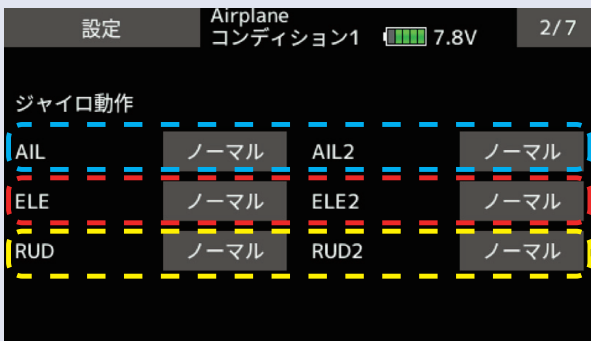 設定 Airplane コンディション1 7.8V 2/7
ジャイロ動作
AIL ノーマル AIL2 ノーマル
ELE ノーマル ELE2 ノーマル
RUD ノーマル RUD2 ノーマル